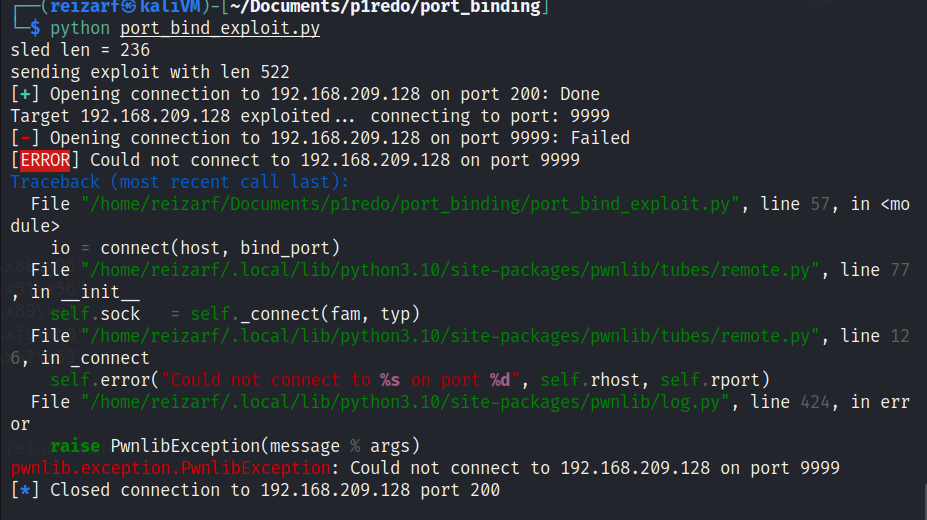 (reizarf㉿kaliVM)-[~/Documents/p1redo/port_binding]
$ python port_bind_exploit.py
sled len = 236
sending exploit with len 522
[+] Opening connection to 192.168.209.128 on port 200: Done
Target 192.168.209.128 exploited... connecting to port: 9999
[-] Opening connection to 192.168.209.128 on port 9999: Failed
[ERROR] Could not connect to 192.168.209.128 on port 9999
Traceback (most recent call last):
File "/home/reizarf/Documents/p1redo/port_binding/port_bind_exploit.py", line 57, in <mo
dule>
io = connect(host, bind_port)
File "/home/reizarf/.local/lib/python3.10/site-packages/pwnlib/tubes/remote.py", line 77
, in __init__
self.sock = self._connect(fam, typ)
File "/home/reizarf/.local/lib/python3.10/site-packages/pwnlib/tubes/remote.py", line 12
6, in _connect
self.error("Could not connect to %s on port %d", self.rhost, self.rport)
File "/home/reizarf/.local/lib/python3.10/site-packages/pwnlib/log.py", line 424, in err
or
raise PwnlibException(message % args)
pwnlib.exception.PwnlibException: Could not connect to 192.168.209.128 on port 9999
[*] Closed connection to 192.168.209.128 port 200